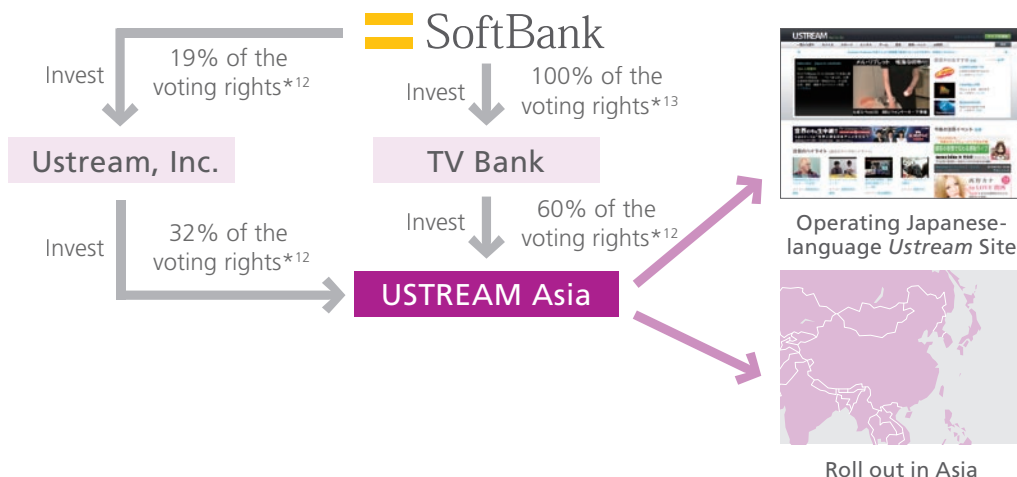 SoftBank
Invest
19% of the
voting rights*12
Invest
100% of the
voting rights*13
Ustream, Inc.
TV Bank
Invest
32% of the
voting rights*12
Invest
60% of the
voting rights*12
USTREAM Asia
USTREAM
Operating Japanese-
language Ustream Site
Roll out in Asia